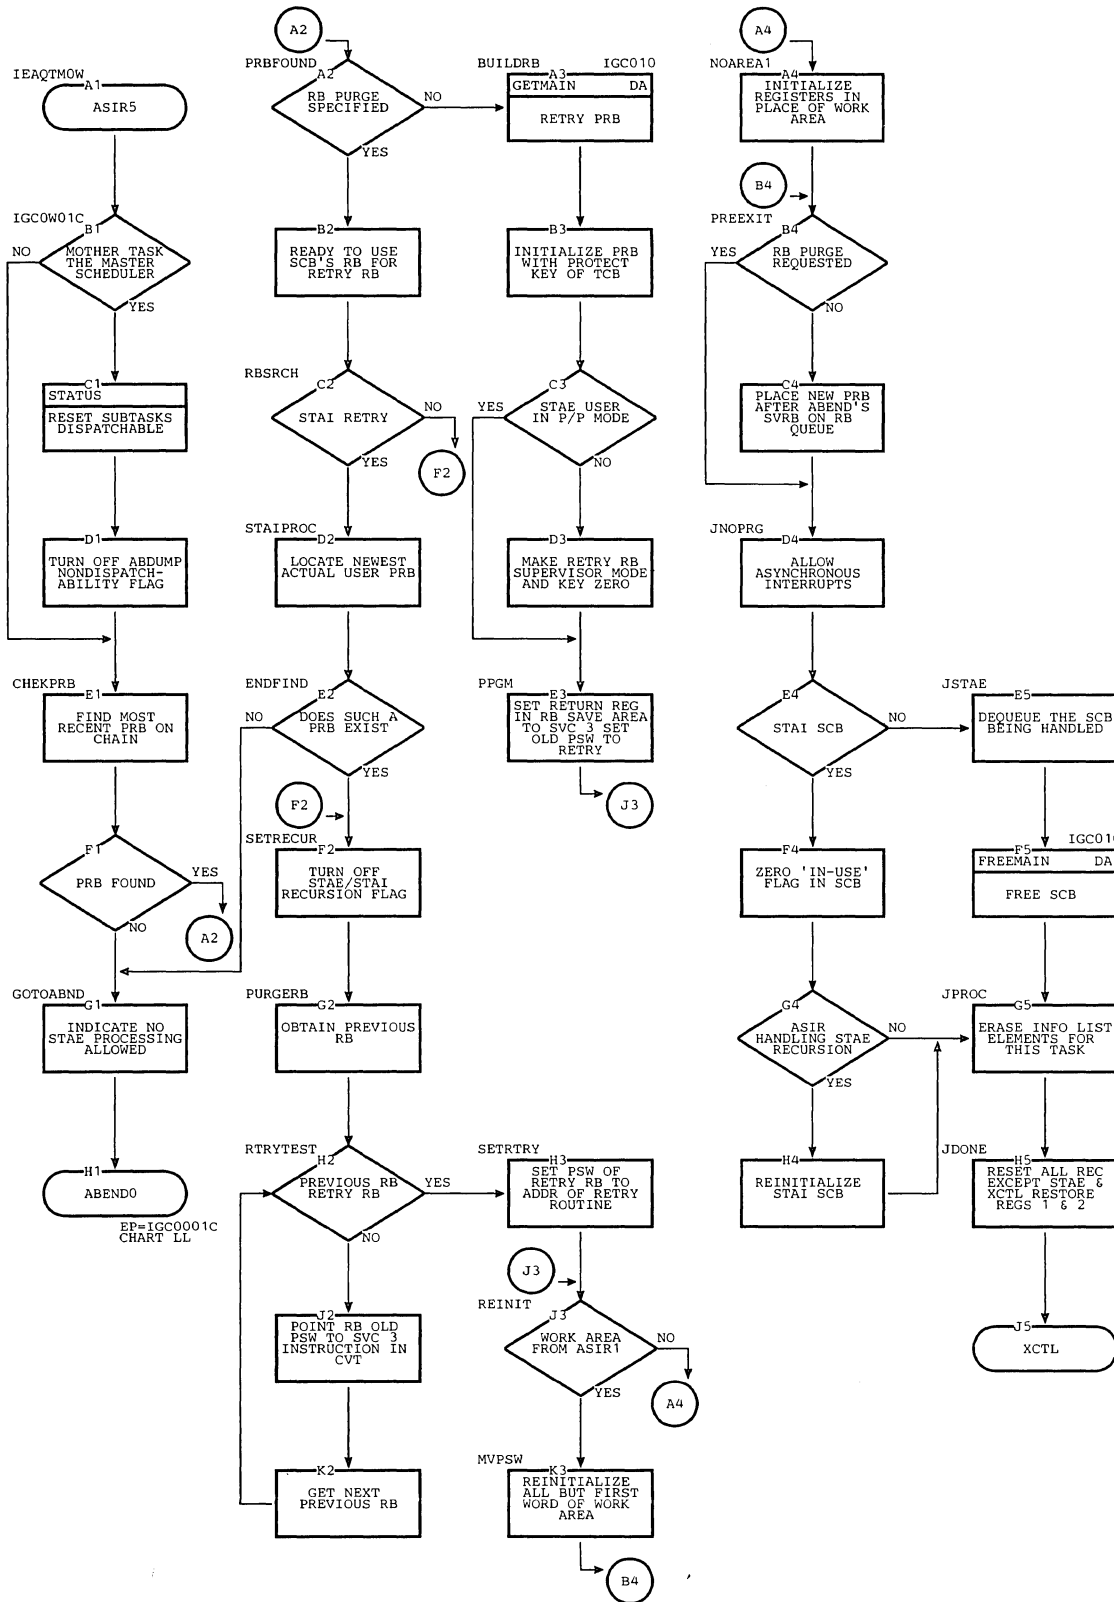 IEAQTM0W
A1
ASIR5
IGC0W01C
B1
MOTHER TASK
THE MASTER
SCHEDULER
NO
YES
C1
STATUS
RESET SUBTASKS
DISPATCHABLE
D1
TURN OFF ABDUMP
NONDISPATCH-
ABILITY FLAG
CHEKPRB
E1
FIND MOST
RECENT PRB ON
CHAIN
F1
PRB FOUND
YES
A2
NO
GOTOABND
G1
INDICATE NO
STAE PROCESSING
ALLOWED
H1
ABEND0
EP=IGC0001C
CHART LL
A2
PRBFOUND
A2
RB PURGE
SPECIFIED
NO
YES
B2
READY TO USE
SCB'S RB FOR
RETRY RB
RBSRCH
C2
STAI RETRY
NO
F2
YES
STAIPROC
D2
LOCATE NEWEST
ACTUAL USER PRB
ENDFIND
E2
DOES SUCH A
PRB EXIST
NO
YES
F2
SETRECUR
F2
TURN OFF
STAE/STAI
RECURSION FLAG
PURGERB
G2
OBTAIN PREVIOUS
RB
RTRYTEST
H2
PREVIOUS RB
RETRY RB
YES
NO
J2
POINT RB OLD
PSW TO SVC 3
INSTRUCTION IN
CVT
K2
GET NEXT
PREVIOUS RB
BUILDRB
IGC010
A3
GETMAIN DA
RETRY PRB
B3
INITIALIZE PRB
WITH PROTECT
KEY OF TCB
C3
STAE USER
IN P/P MODE
YES
NO
D3
MAKE RETRY RB
SUPERVISOR MODE
AND KEY ZERO
PPGM
E3
SET RETURN REG
IN RB SAVE AREA
TO SVC 3 SET
OLD PSW TO
RETRY
J3
SETRTRY
H3
SET PSW OF
RETRY RB TO
ADDR OF RETRY
ROUTINE
J3
REINIT
J3
WORK AREA
FROM ASIR1
NO
A4
YES
MVPSW
K3
REINITIALIZE
ALL BUT FIRST
WORD OF WORK
AREA
B4
A4
NOAREA1
A4
INITIALIZE
REGISTERS IN
PLACE OF WORK
AREA
B4
PREEXIT
B4
RB PURGE
REQUESTED
YES
NO
C4
PLACE NEW PRB
AFTER ABEND'S
SVRB ON RB
QUEUE
JNOPRG
D4
ALLOW
ASYNCHRONOUS
INTERRUPTS
E4
STAI SCB
NO
YES
F4
ZERO 'IN-USE'
FLAG IN SCB
G4
ASIR
HANDLING STAE
RECURSION
NO
YES
H4
REINITIALIZE
STAI SCB
JSTAE
E5
DEQUEUE THE SCB
BEING HANDLED
IGC010
F5
FREEMAIN DA
FREE SCB
JPROC
G5
ERASE INFO LIST
ELEMENTS FOR
THIS TASK
JDONE
H5
RESET ALL REC
EXCEPT STAE &
XCTL RESTORE
REGS 1 & 2
J5
XCTL